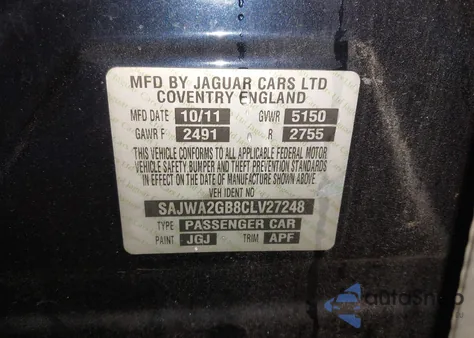 MFD BY JAGUAR CARS LTD
COVENTRY ENGLAND
MFD DATE 10/11 GVWR 5150
GAWR F 2491 R 2755
THIS VEHICLE CONFORMS TO ALL APPLICABLE FEDERAL MOTOR
VEHICLE SAFETY BUMPER AND THEFT PREVENTION STANDARDS
IN EFFECT ON THE DATE OF MANUFACTURE SHOWN ABOVE
VEH IDENT NO
SAJWA2GB8CLV27248
TYPE PASSENGER CAR
PAINT JGJ TRIM APF